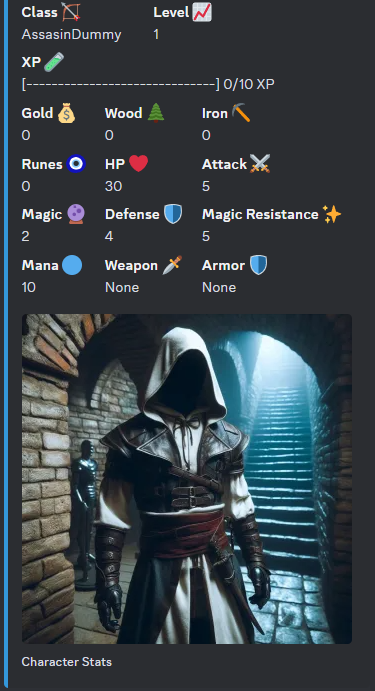 Class 🏹 Level 📈
AssasinDummy 1
XP 🧪
[------------------------------] 0/10 XP
Gold 💰 Wood 🌲 Iron ⛏️
0 0 0
Runes 🧿 HP ❤️ Attack ⚔️
0 30 5
Magic 🔮 Defense 🛡️ Magic Resistance ✨
2 4 5
Mana 🔵 Weapon 🗡️ Armor 🛡️
10 None None
Character Stats